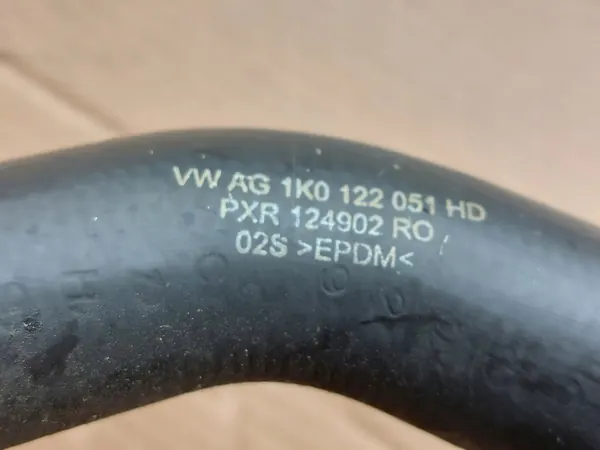 VW AG 1K0 122 051 HD
PXR 124902 RO
02S >EPDM<